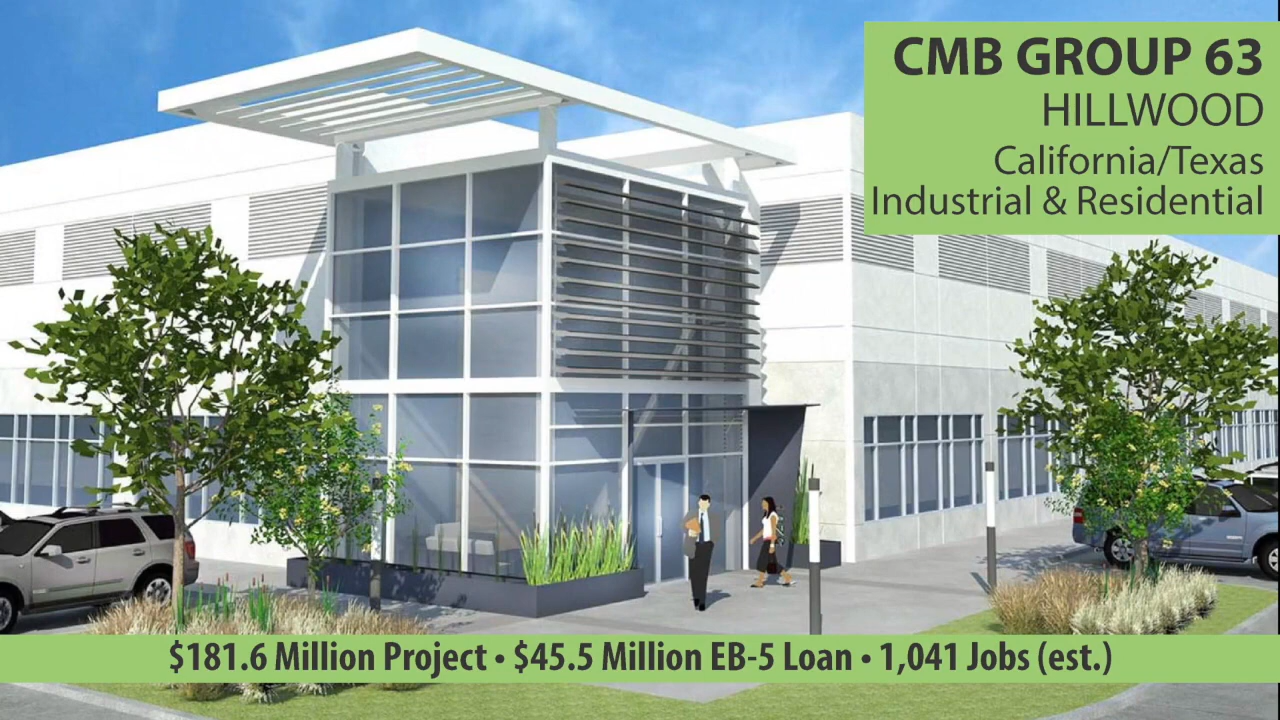 CMB GROUP 63
HILLWOOD
California/Texas
Industrial & Residential
$181.6 Million Project • $45.5 Million EB-5 Loan • 1,041 Jobs (est.)